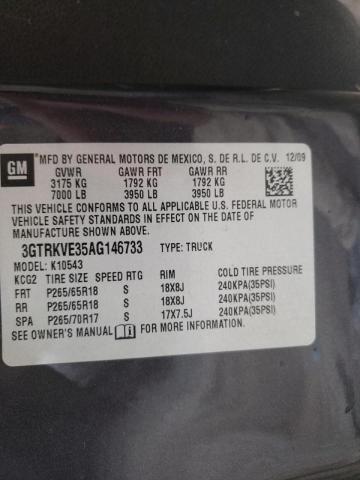 GM
MFD BY GENERAL MOTORS DE MEXICO, S. DE R.L. DE C.V. 12/09
GVWR GAWR FRT GAWR RR
3175 KG 1792 KG 1792 KG
7000 LB 3950 LB 3950 LB
THIS VEHICLE CONFORMS TO ALL APPLICABLE U.S. FEDERAL MOTOR
VEHICLE SAFETY STANDARDS IN EFFECT ON THE DATE OF
MANUFACTURE SHOWN ABOVE.
3GTRKVE35AG146733 TYPE: TRUCK
MODEL: K10543
KCG2 TIRE SIZE SPEED RTG RIM COLD TIRE PRESSURE
FRT P265/65R18 S 18X8J 240KPA(35PSI)
RR P265/65R18 S 18X8J 240KPA(35PSI)
SPA P265/70R17 S 17X7.5J 240KPA(35PSI)
SEE OWNER'S MANUAL FOR MORE INFORMATION.